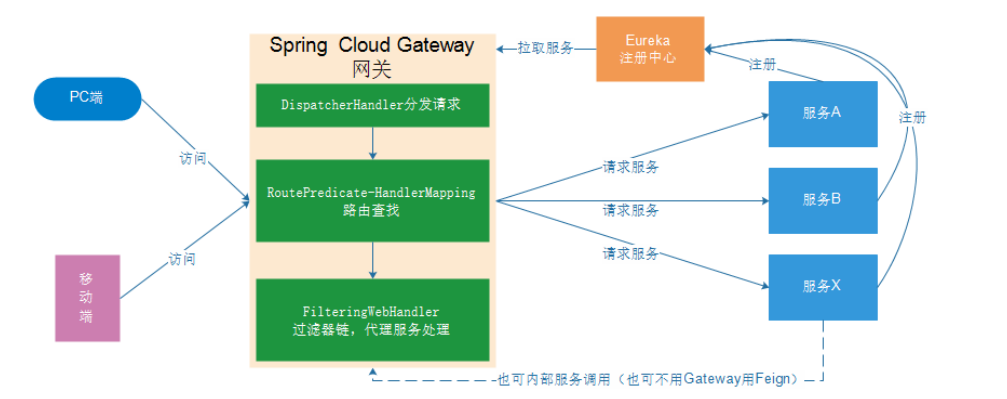 Spring Cloud Gateway
网关
DispatcherHandler分发请求
RoutePredicate-HandlerMapping
路由查找
FilteringWebHandler
过滤器链，代理服务处理
PC端
访问
移
动
端
访问
拉取服务
Eureka
注册中心
注册
注册
服务A
服务B
服务X
请求服务
请求服务
请求服务
也可内部服务调用（也可不用Gateway用Feign）